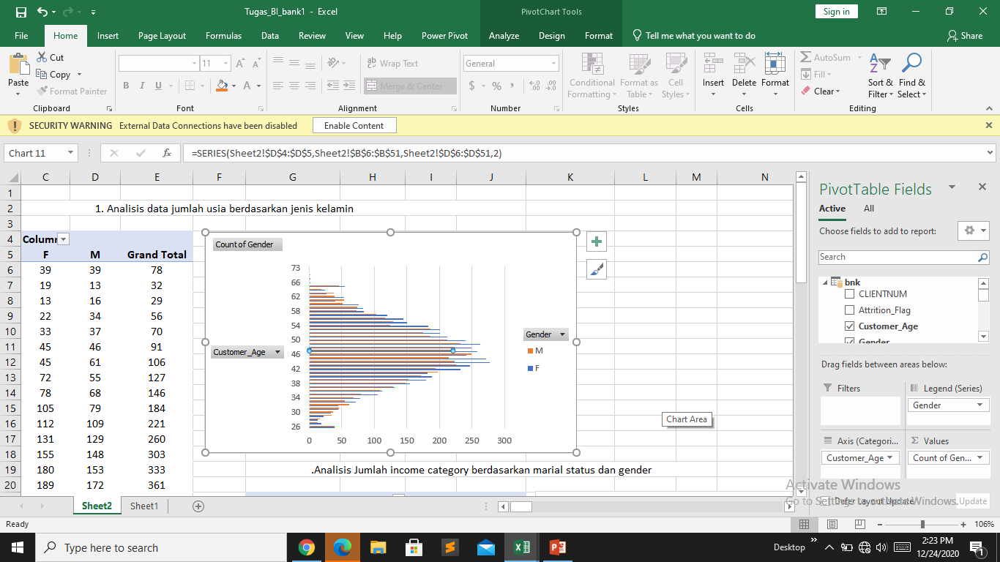 Tugas_BI_bank1 - Excel
PivotChart Tools
Sign in
File Home Insert Page Layout Formulas Data Review View Help Power Pivot Analyze Design Format Tell me what you want to do Share
Cut
Copy
Format Painter
Paste
Clipboard
11
Font
Wrap Text
Merge & Center
Alignment
General
Number
Conditional Formatting
Format as Table
Cell Styles
Styles
Insert Delete Format
Cells
AutoSum
Fill
Clear
Sort & Filter
Find & Select
Editing
SECURITY WARNING External Data Connections have been disabled Enable Content
Chart 11
=SERIES(Sheet2!$D$4:$D$5,Sheet2!$B$6:$B$51,Sheet2!$D$6:$D$51,2)
C D E F G H I J K L M N
1
2 1. Analisis data jumlah usia berdasarkan jenis kelamin
3
4 Colum
5 F M Grand Total
6 39 39 78
7 19 13 32
8 13 16 29
9 22 34 56
10 33 37 70
11 45 46 91
12 45 61 106
13 72 55 127
14 78 68 146
15 105 79 184
16 112 109 221
17 131 129 260
18 155 148 303
19 180 153 333
20 189 172 361
Count of Gender
73
66
62
58
54
50
46
42
38
34
30
26
0 50 100 150 200 250 300
Customer_Age
Gender
M
F
Chart Area
.Analisis Jumlah income category berdasarkan marial status dan gender
PivotTable Fields
Active All
Choose fields to add to report:
Search
bnk
CLIENTNUM
Attrition_Flag
Customer_Age
Gender
Drag fields between areas below:
Filters
Legend (Series)
Gender
Axis (Categori...
Customer_Age
Values
Count of Gen...
Defer Layout Update Update
Activate Windows
Go to Settings to activate Windows.
Sheet2 Sheet1
Ready
106%
Type here to search
Desktop
2:23 PM
12/24/2020
1